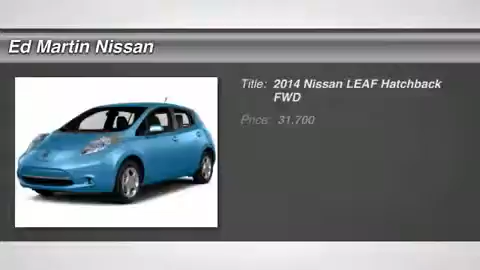 Ed Martin Nissan
Title: 2014 Nissan LEAF Hatchback
FWD
Price: 31,700